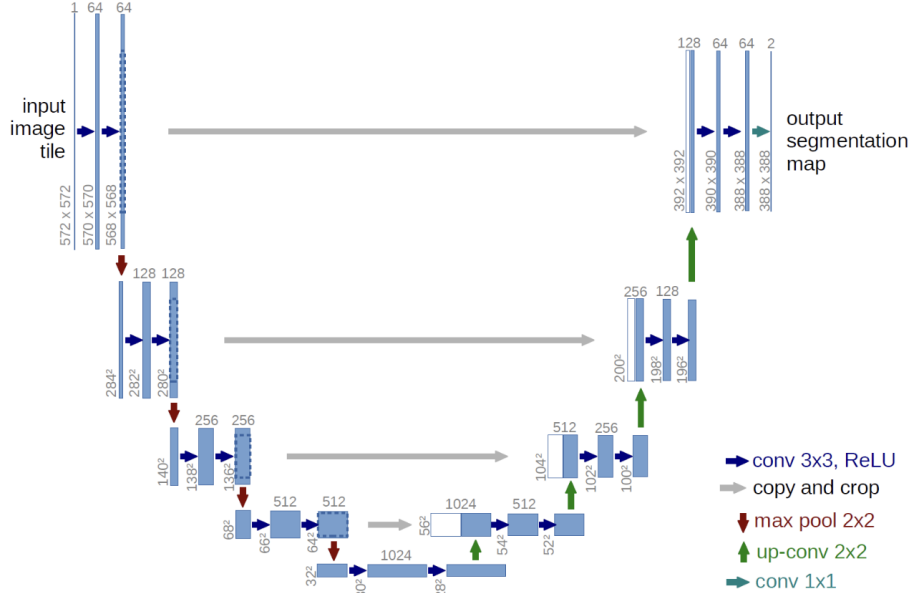 1 64 64
input
image
tile
572 x 572
570 x 570
568 x 568
128 64 64 2
output
segmentation
map
392 x 392
390 x 390
388 x 388
388 x 388
128 128
284²
282²
280²
256 128
200²
198²
196²
256 256
140²
138²
136²
512 256
104²
102²
100²
512 512
68²
66²
64²
1024 512
56²
54²
52²
1024
32²
conv 3x3, ReLU
copy and crop
max pool 2x2
up-conv 2x2
conv 1x1